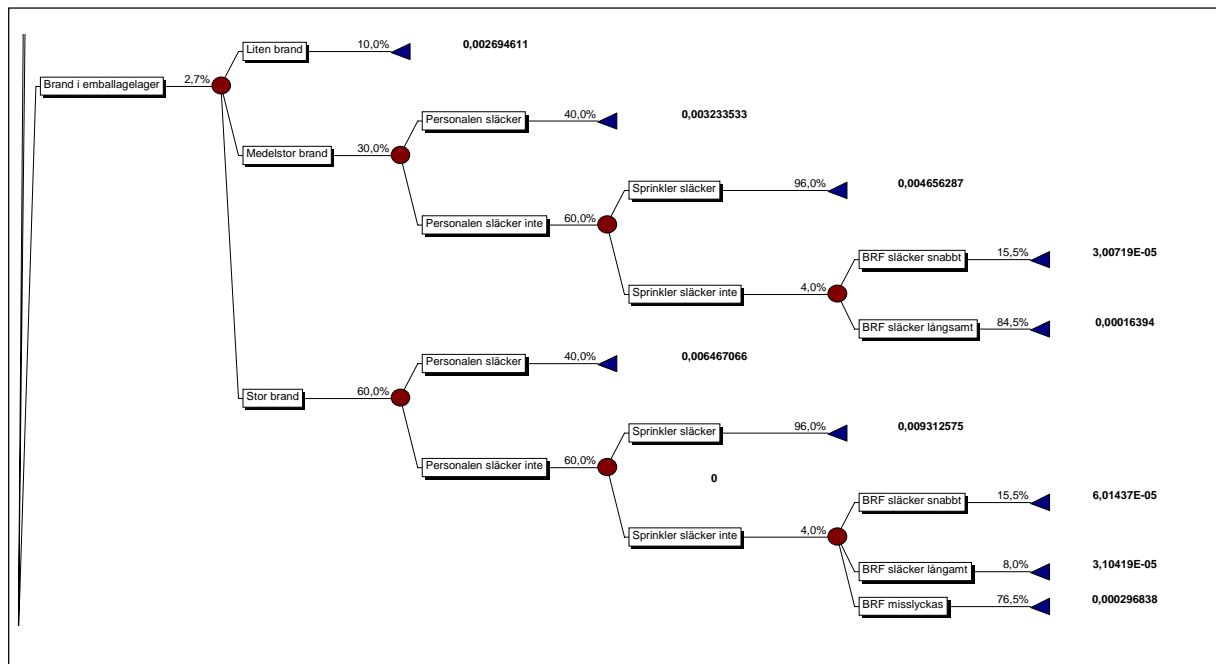 Liten brand 10,0% 0,002694611
Brand i emballagelager 2,7%
Personalen släcker 40,0% 0,003233533
Medelstor brand 30,0%
Sprinkler släcker 96,0% 0,004656287
Personalen släcker inte 60,0%
BRF släcker snabbt 15,5% 3,00719E-05
Sprinkler släcker inte 4,0%
BRF släcker långsamt 84,5% 0,00016394
Personalen släcker 40,0% 0,006467066
Stor brand 60,0%
Sprinkler släcker 96,0% 0,009312575
Personalen släcker inte 60,0%
0
BRF släcker snabbt 15,5% 6,01437E-05
Sprinkler släcker inte 4,0%
BRF släcker långamt 8,0% 3,10419E-05
BRF misslyckas 76,5% 0,000296838